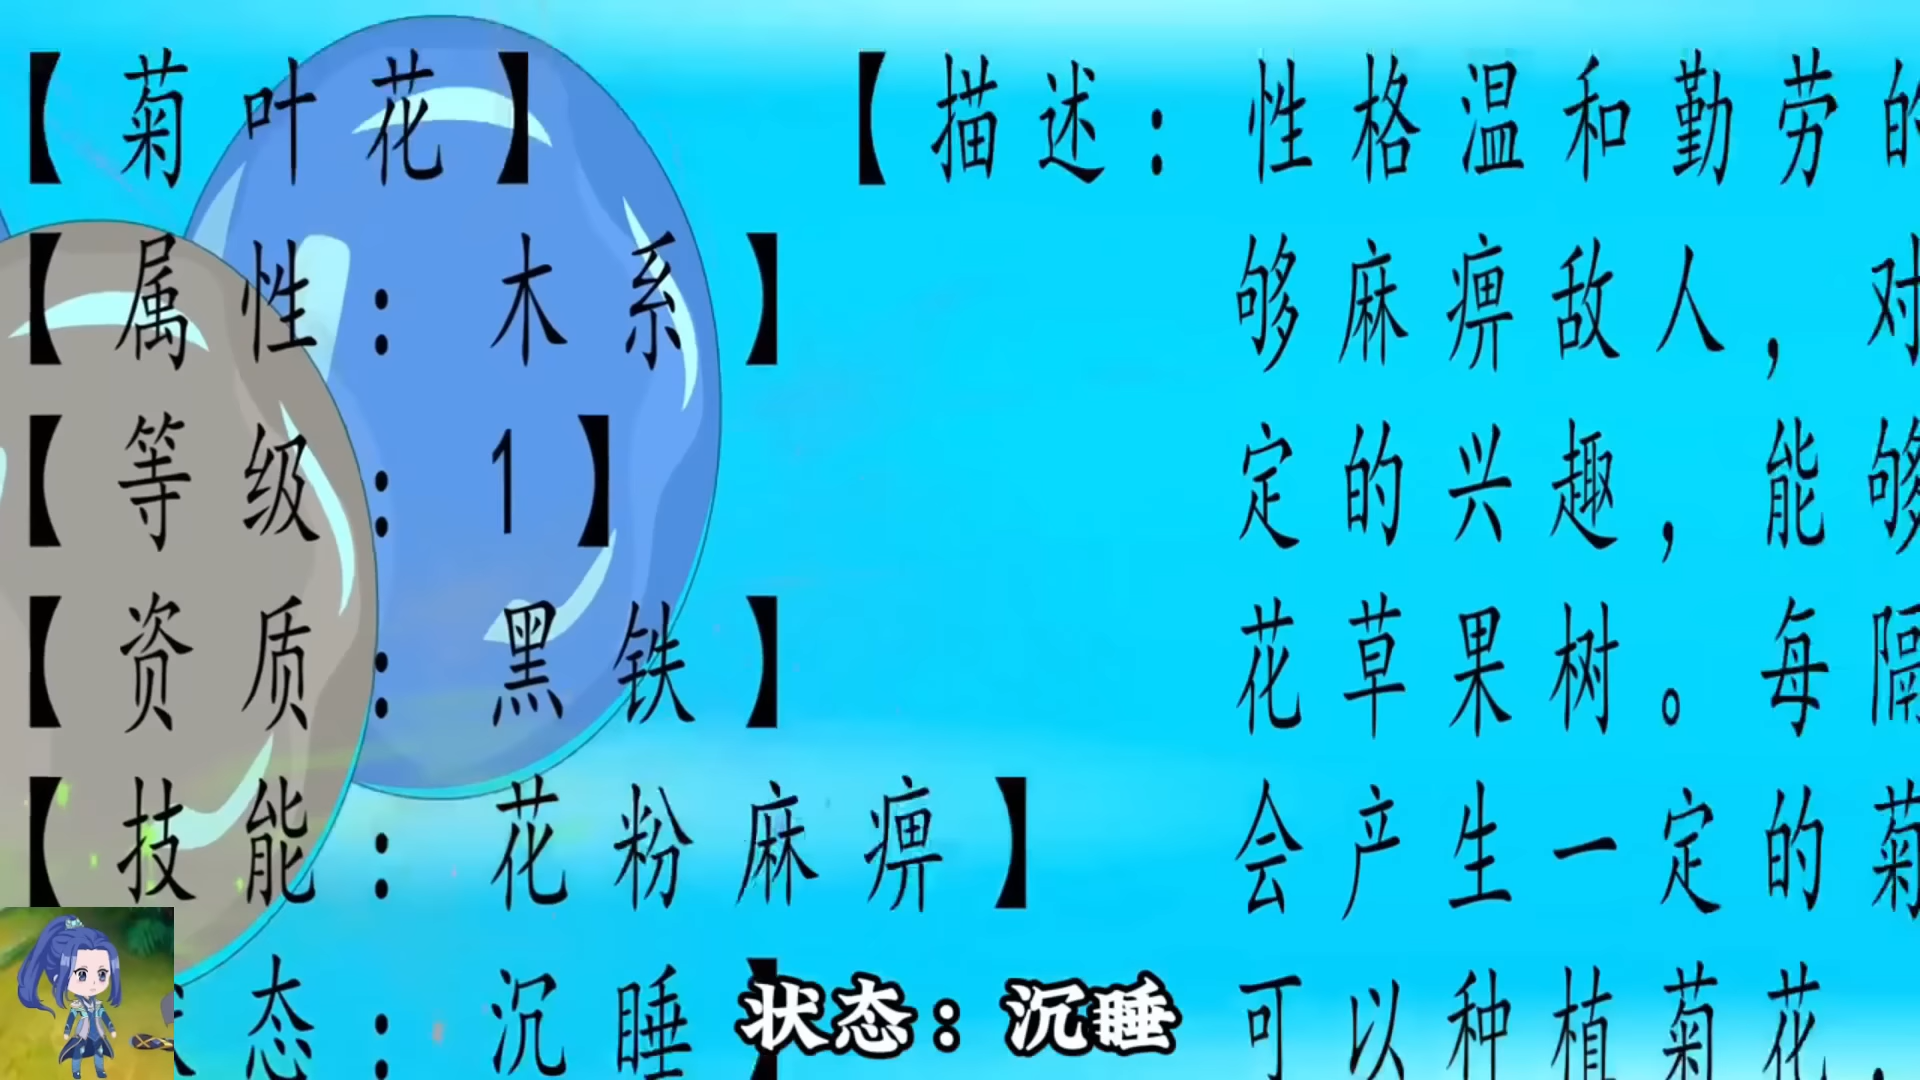 【菊叶花】
【属性：木系】
【等级：1】
【资质：黑铁】
【技能：花粉麻痹】
态：沉睡】
【描述：性格温和勤劳的
够麻痹敌人，对
定的兴趣，能够
花草果树。每隔
会产生一定的菊
可以种植菊花，
状态：沉睡